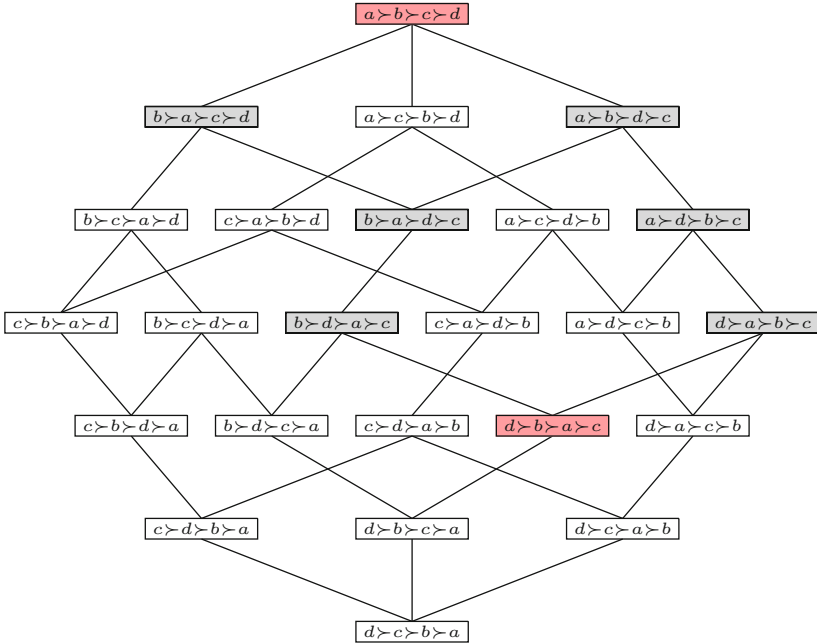 a≻b≻c≻d
b≻a≻c≻d a≻c≻b≻d a≻b≻d≻c
b≻c≻a≻d c≻a≻b≻d b≻a≻d≻c a≻c≻d≻b a≻d≻b≻c
c≻b≻a≻d b≻c≻d≻a b≻d≻a≻c c≻a≻d≻b a≻d≻c≻b d≻a≻b≻c
c≻b≻d≻a b≻d≻c≻a c≻d≻a≻b d≻b≻a≻c d≻a≻c≻b
c≻d≻b≻a d≻b≻c≻a d≻c≻a≻b
d≻c≻b≻a